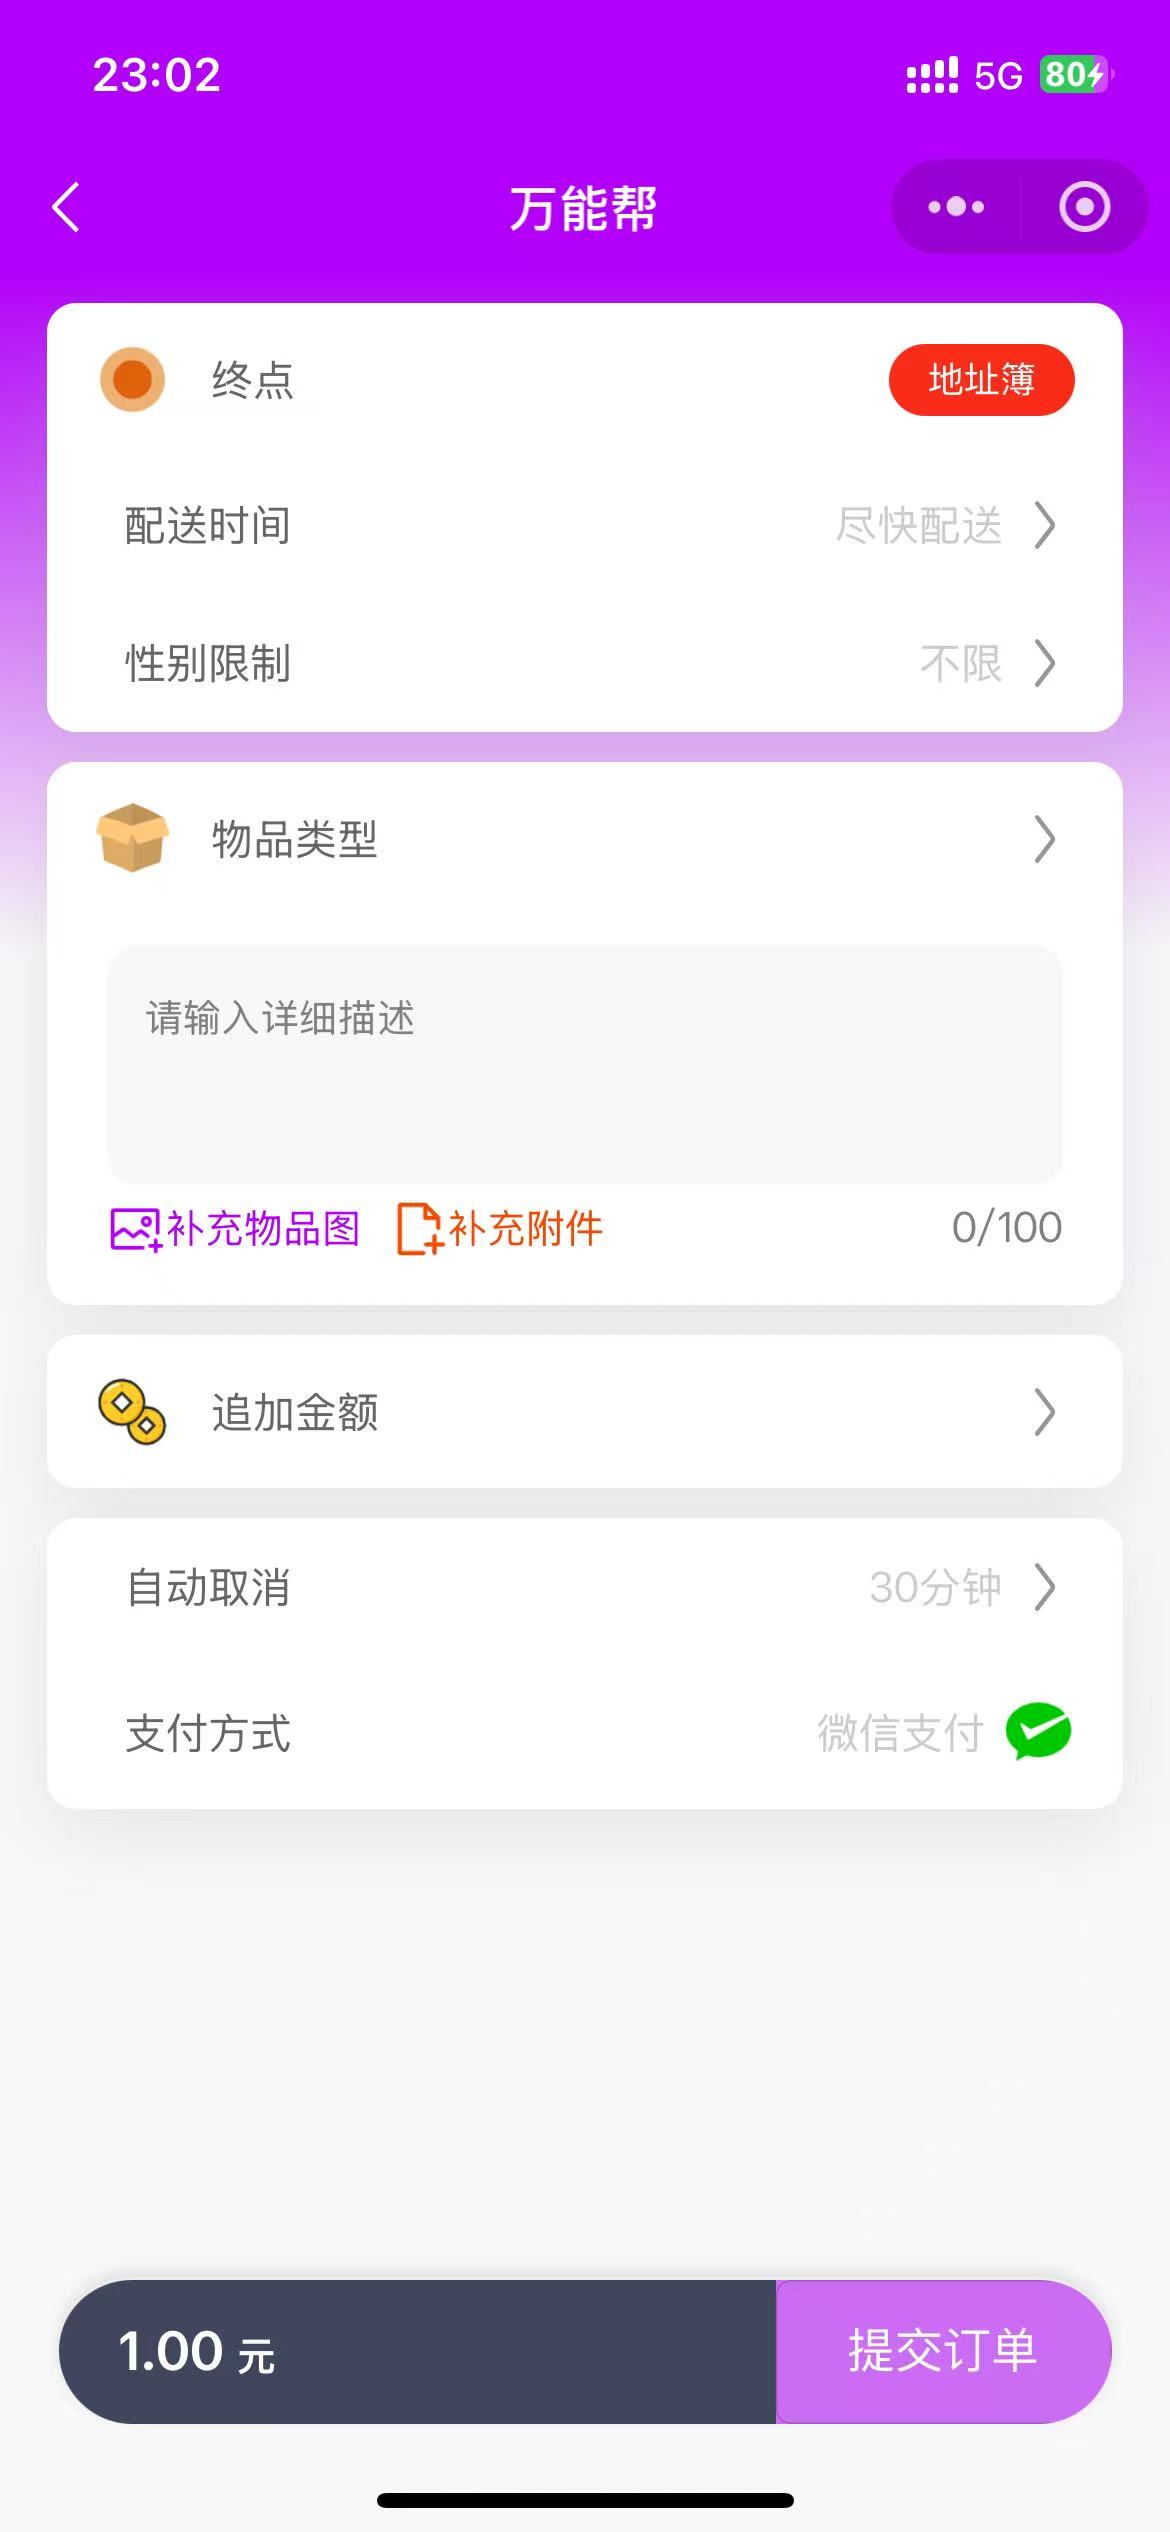 23:02
5G 80
万能帮
终点 地址簿
配送时间 尽快配送
性别限制 不限
物品类型
请输入详细描述
补充物品图 补充附件 0/100
追加金额
自动取消 30分钟
支付方式 微信支付
1.00 元 提交订单